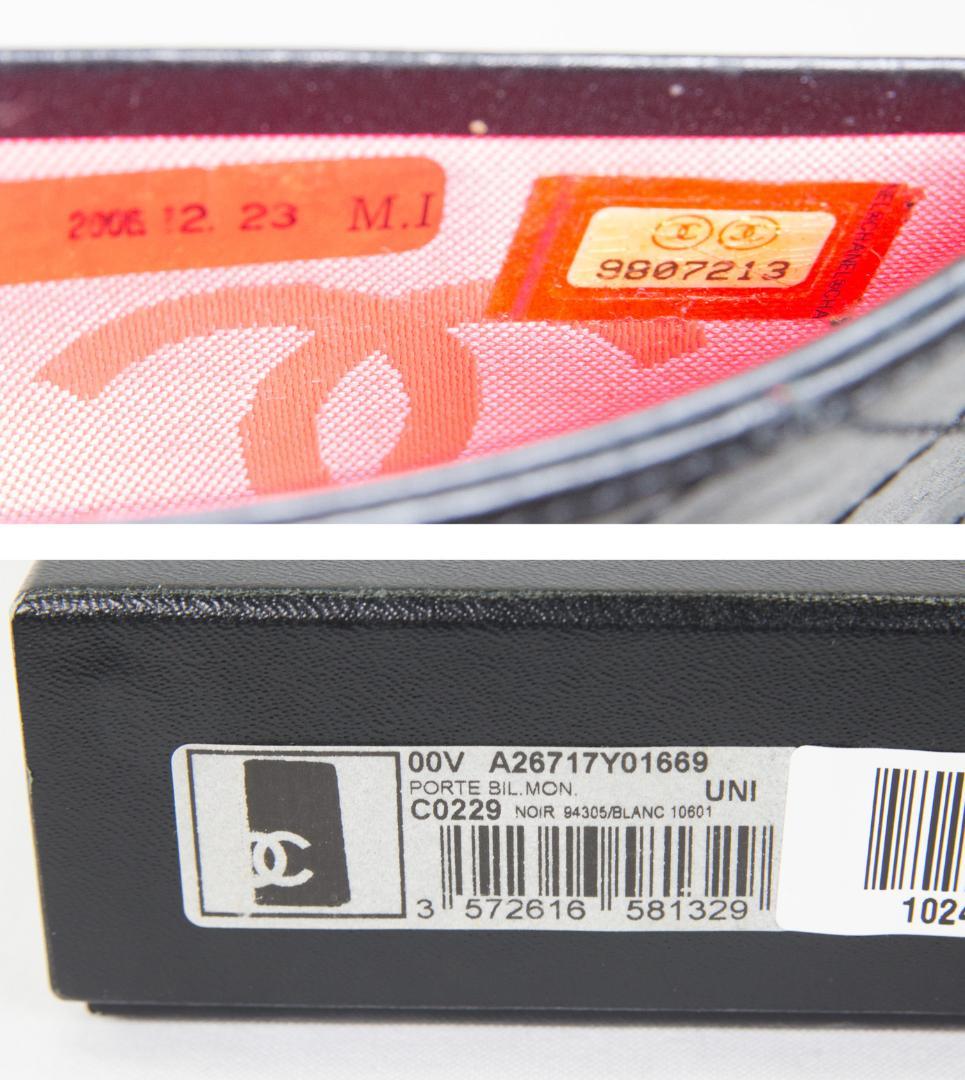 2006 12. 23 M.I
9807213
00V A26717Y01669
PORTE BIL.MON. UNI
C0229 NOIR 94305/BLANC 10601
3 572616 581329
1024